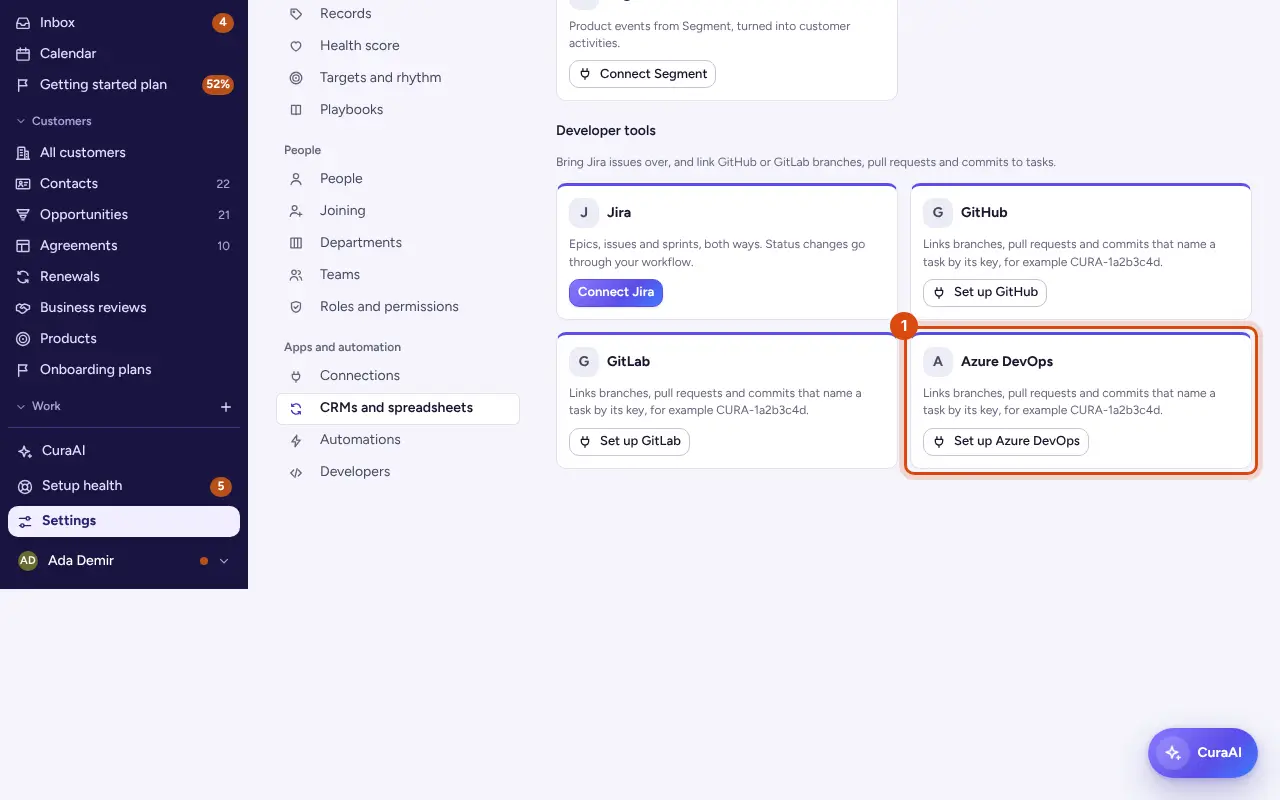 Inbox
4
Calendar
Getting started plan
52%
Customers
All customers
Contacts
22
Opportunities
21
Agreements
10
Renewals
Business reviews
Products
Onboarding plans
Work
CuraAI
Setup health
5
Settings
AD
Ada Demir
Records
Health score
Targets and rhythm
Playbooks
People
People
Joining
Departments
Teams
Roles and permissions
Apps and automation
Connections
CRMs and spreadsheets
Automations
Developers
Product events from Segment, turned into customer
activities.
Connect Segment
Developer tools
Bring Jira issues over, and link GitHub or GitLab branches, pull requests and commits to tasks.
J
Jira
Epics, issues and sprints, both ways. Status changes go
through your workflow.
Connect Jira
G
GitHub
Links branches, pull requests and commits that name a
task by its key, for example CURA-1a2b3c4d.
Set up GitHub
G
GitLab
Links branches, pull requests and commits that name a
task by its key, for example CURA-1a2b3c4d.
Set up GitLab
1
A
Azure DevOps
Links branches, pull requests and commits that name a
task by its key, for example CURA-1a2b3c4d.
Set up Azure DevOps
CuraAI